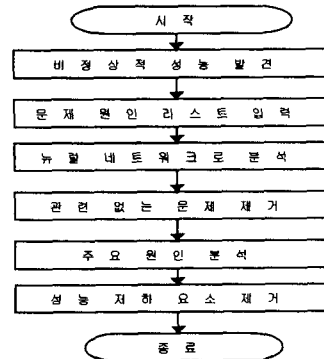 시 작
비 정 상 적 성 능 발 견
문 제 원 인 리 스 트 입 력
뉴 럴 네 트 워 크 로 분 석
관 련 없 는 문 제 제 거
주 요 원 인 분 석
성 능 저 하 요 소 제 거
종 료